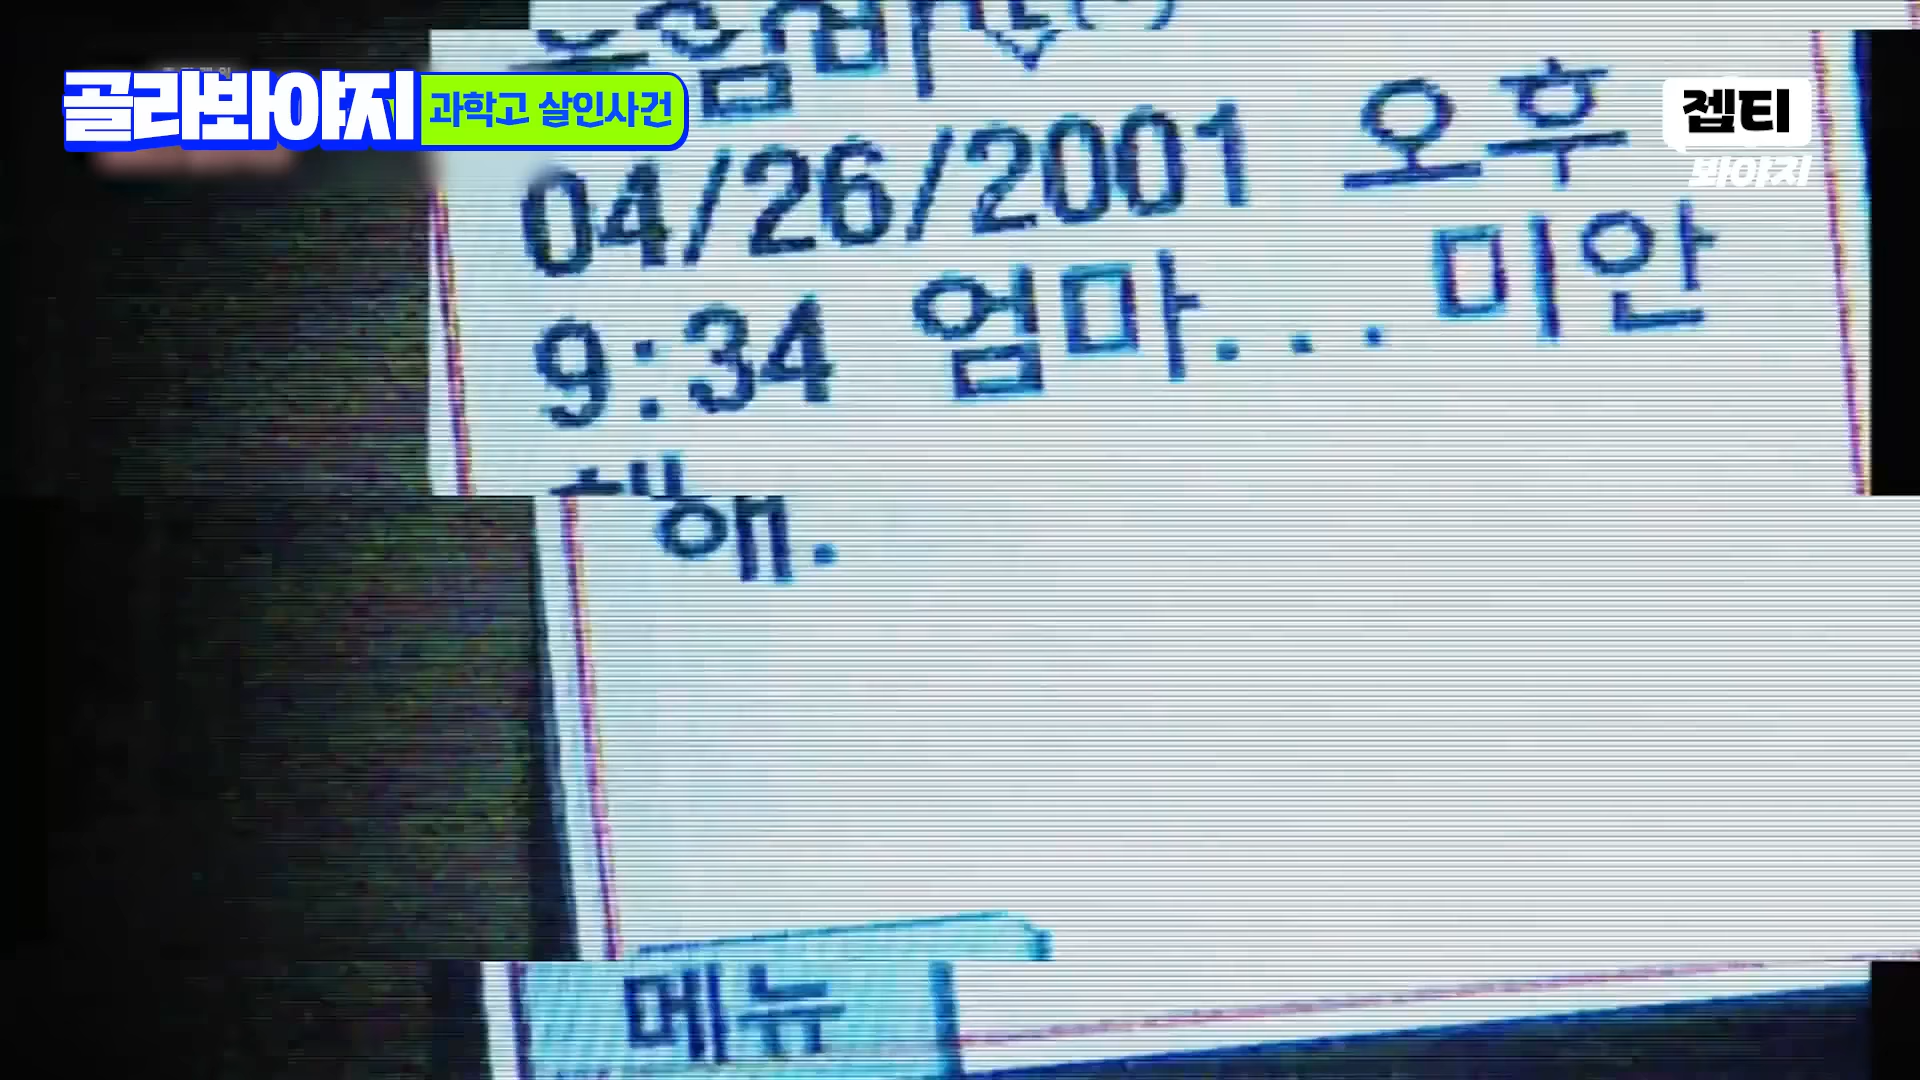 골라봐야지 과학고 살인사건
젭티
봐야지
04/26/2001 오후
9:34 엄마... 미안
해.
메뉴